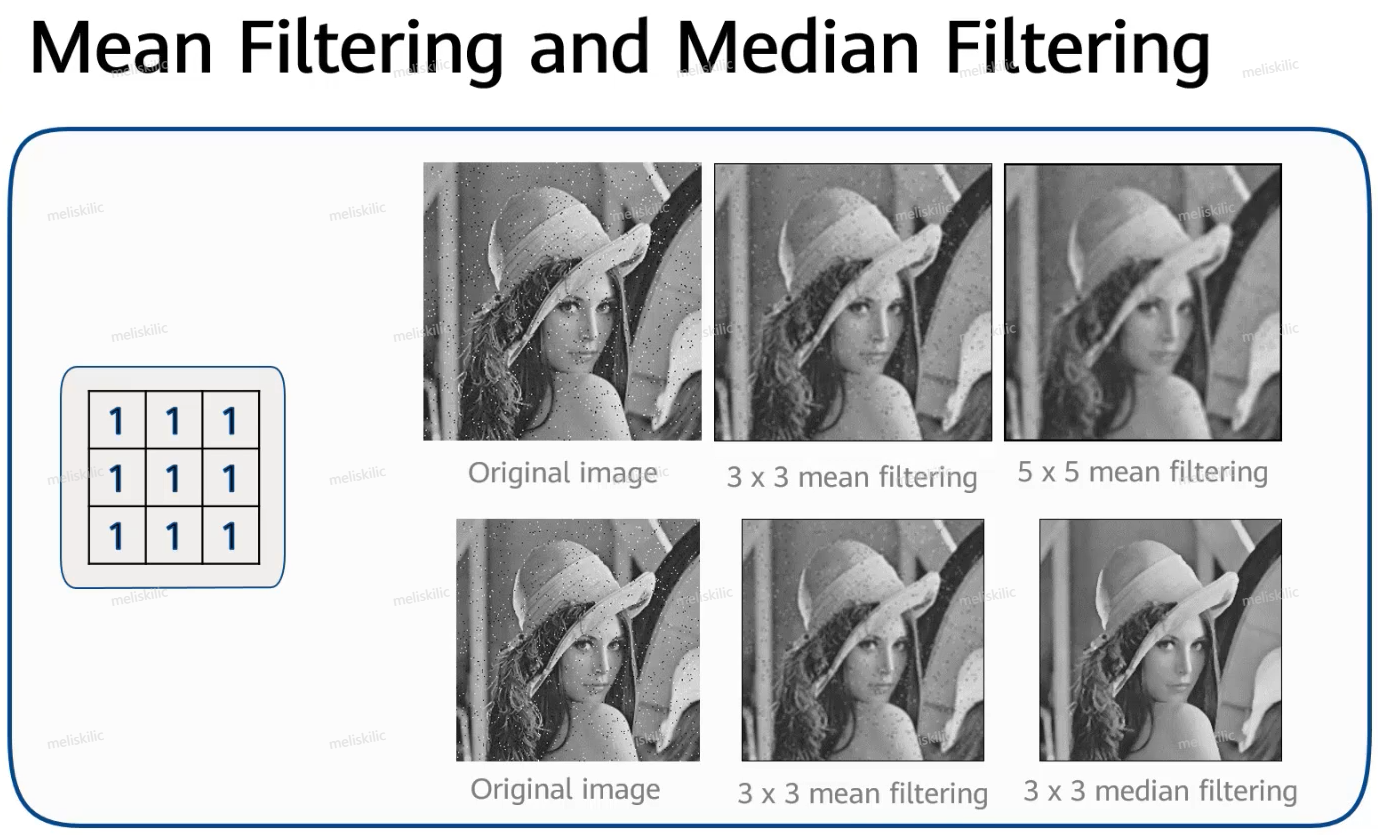 Mean Filtering and Median Filtering
1 1 1
1 1 1
1 1 1
Original image
3 x 3 mean filtering
5 x 5 mean filtering
Original image
3 x 3 mean filtering
3 x 3 median filtering
meliskilic